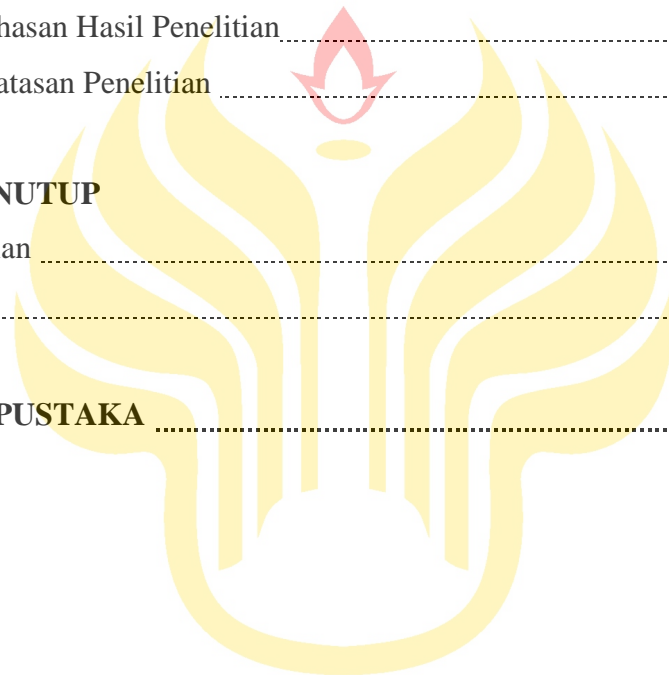 hasan Hasil Penelitian
atasan Penelitian
NUTUP
an
PUSTAKA